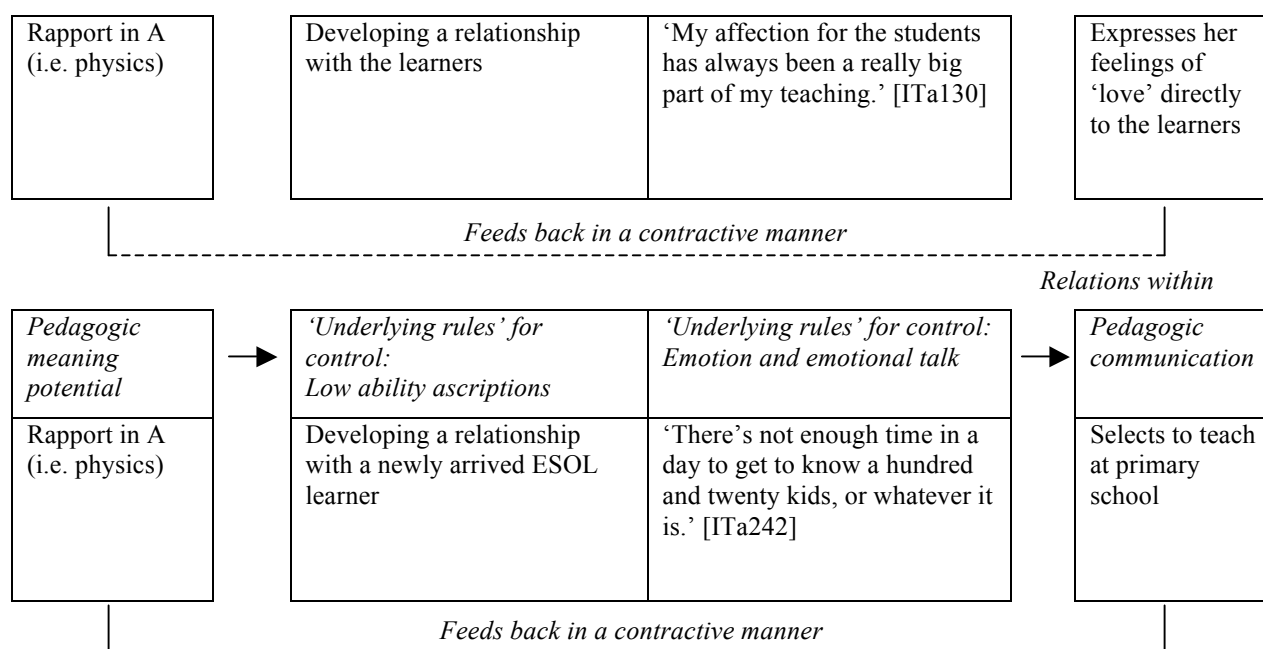 Rapport in A
(i.e. physics)
Developing a relationship
with the learners
‘My affection for the students
has always been a really big
part of my teaching.’ [ITa130]
Expresses her
feelings of
‘love’ directly
to the learners
Feeds back in a contractive manner
Relations within
Pedagogic
meaning
potential
‘Underlying rules’ for
control:
Low ability ascriptions
‘Underlying rules’ for control:
Emotion and emotional talk
Pedagogic
communication
Rapport in A
(i.e. physics)
Developing a relationship
with a newly arrived ESOL
learner
‘There’s not enough time in a
day to get to know a hundred
and twenty kids, or whatever it
is.’ [ITa242]
Selects to teach
at primary
school
Feeds back in a contractive manner